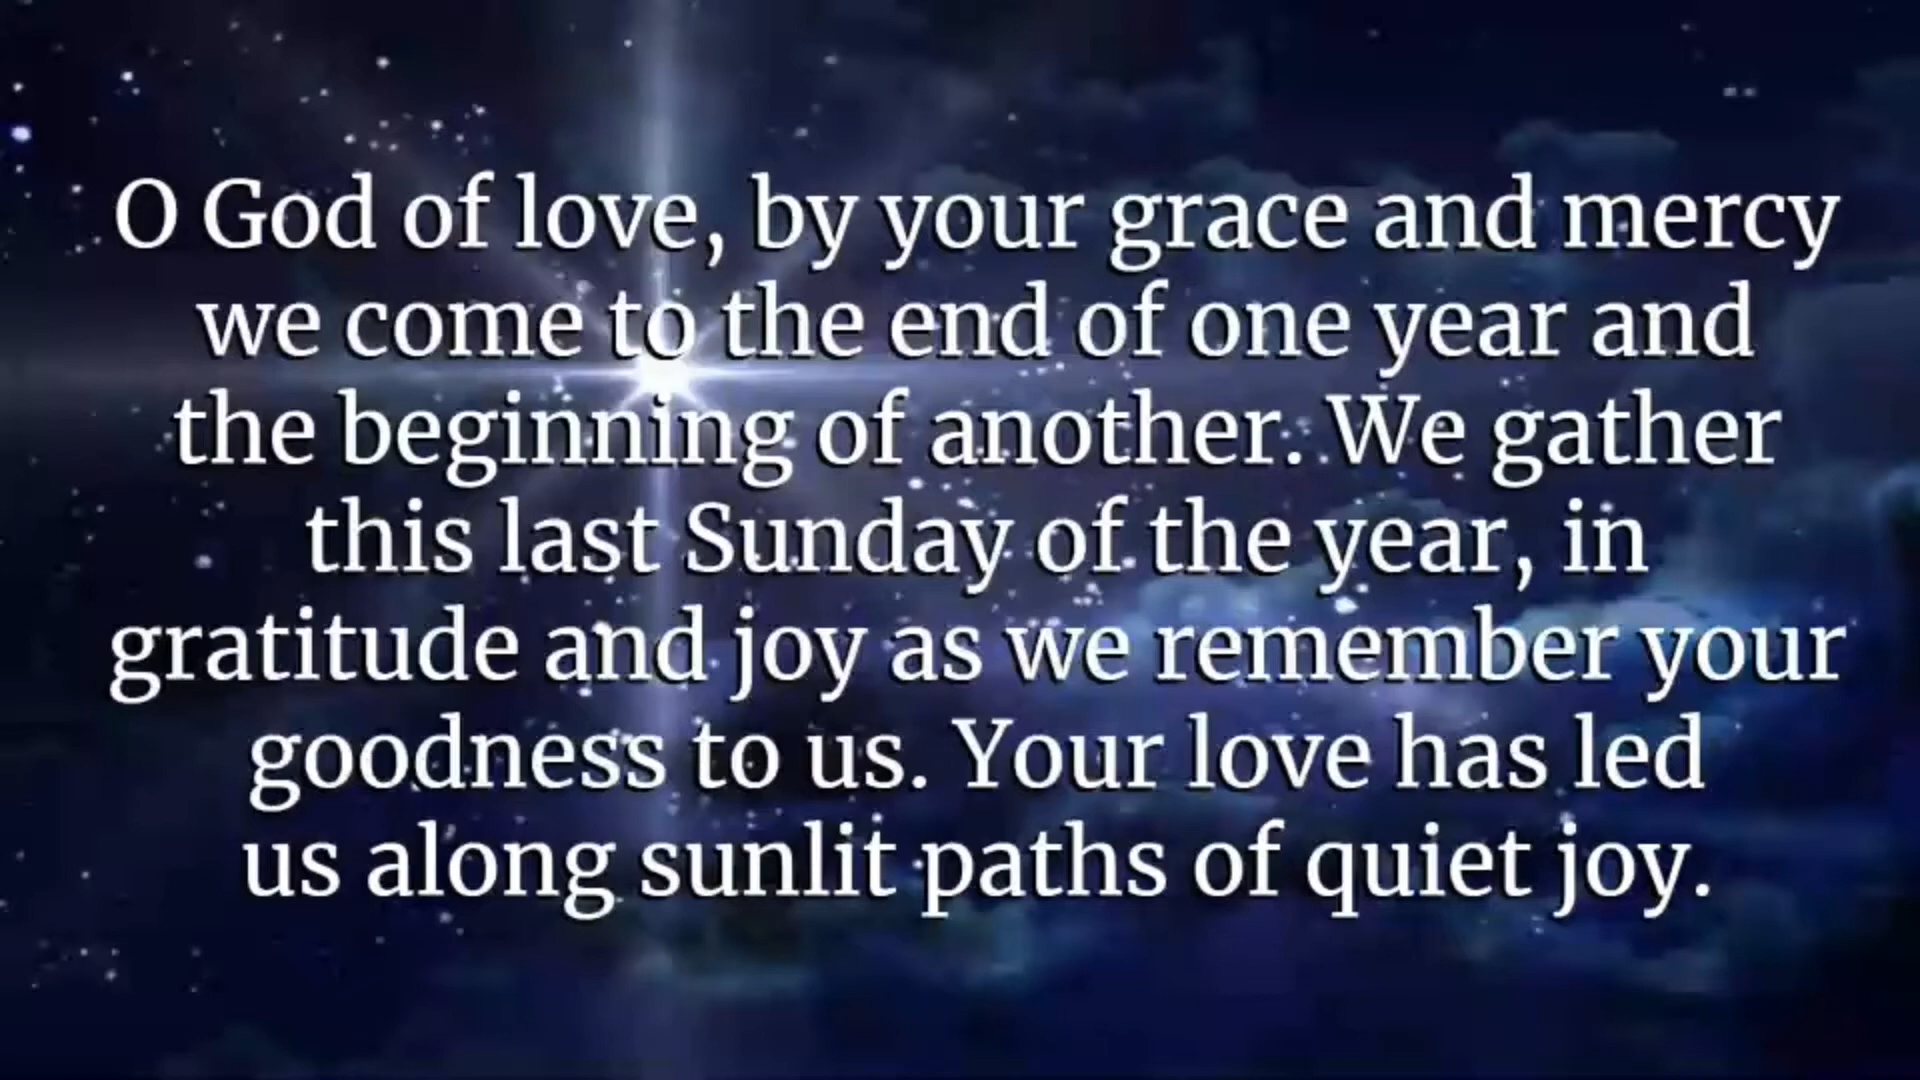 O God of love, by your grace and mercy
we come to the end of one year and
the beginning of another. We gather
this last Sunday of the year, in
gratitude and joy as we remember your
goodness to us. Your love has led
us along sunlit paths of quiet joy.